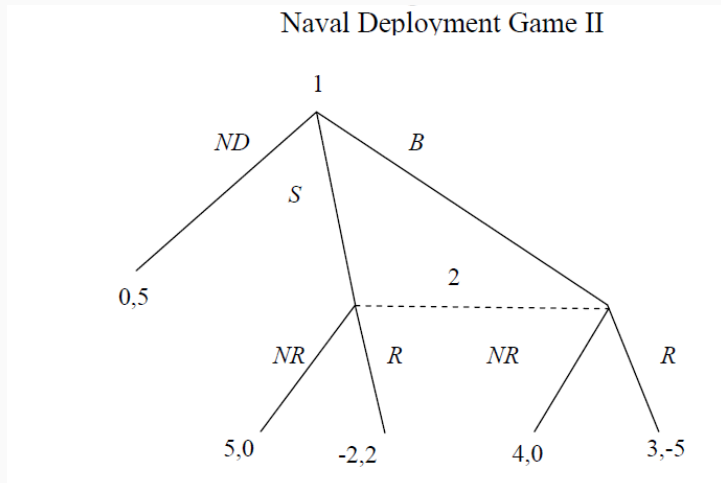 Naval Deployment Game II
1
ND
B
S
2
0,5
NR
R
NR
R
5,0
-2,2
4,0
3,-5